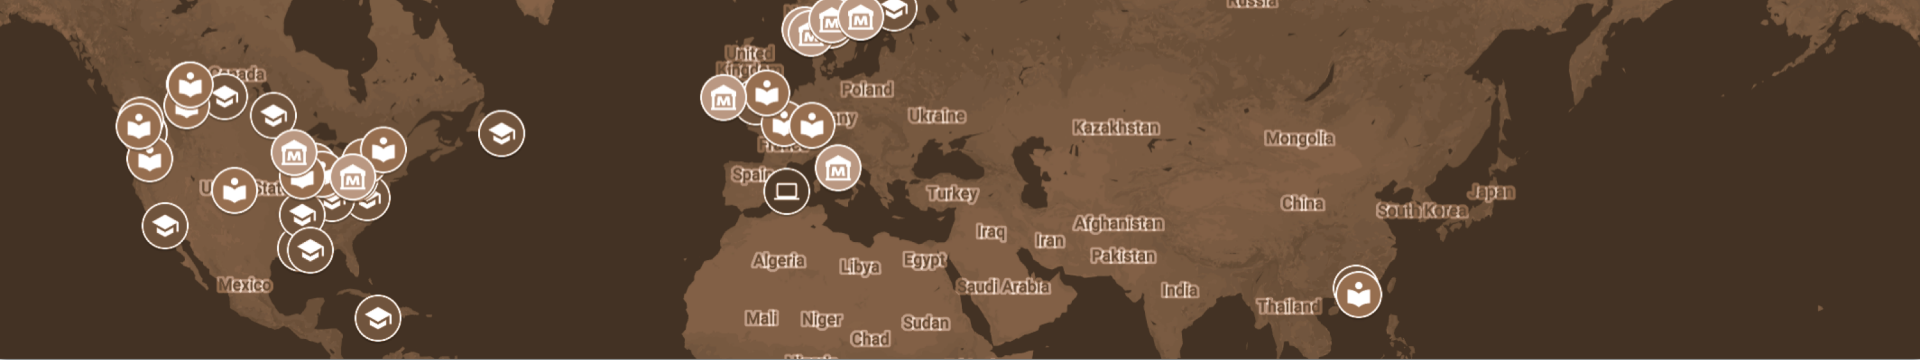 Russia
Canada
United
Kingdom
Poland
Ukraine
Kazakhstan
Mongolia
France
Spain
Turkey
Japan
China
South Korea
Afghanistan
Iraq
Iran
Pakistan
Algeria
Libya
Egypt
Mexico
Saudi Arabia
India
Thailand
Mali
Niger
Chad
Sudan